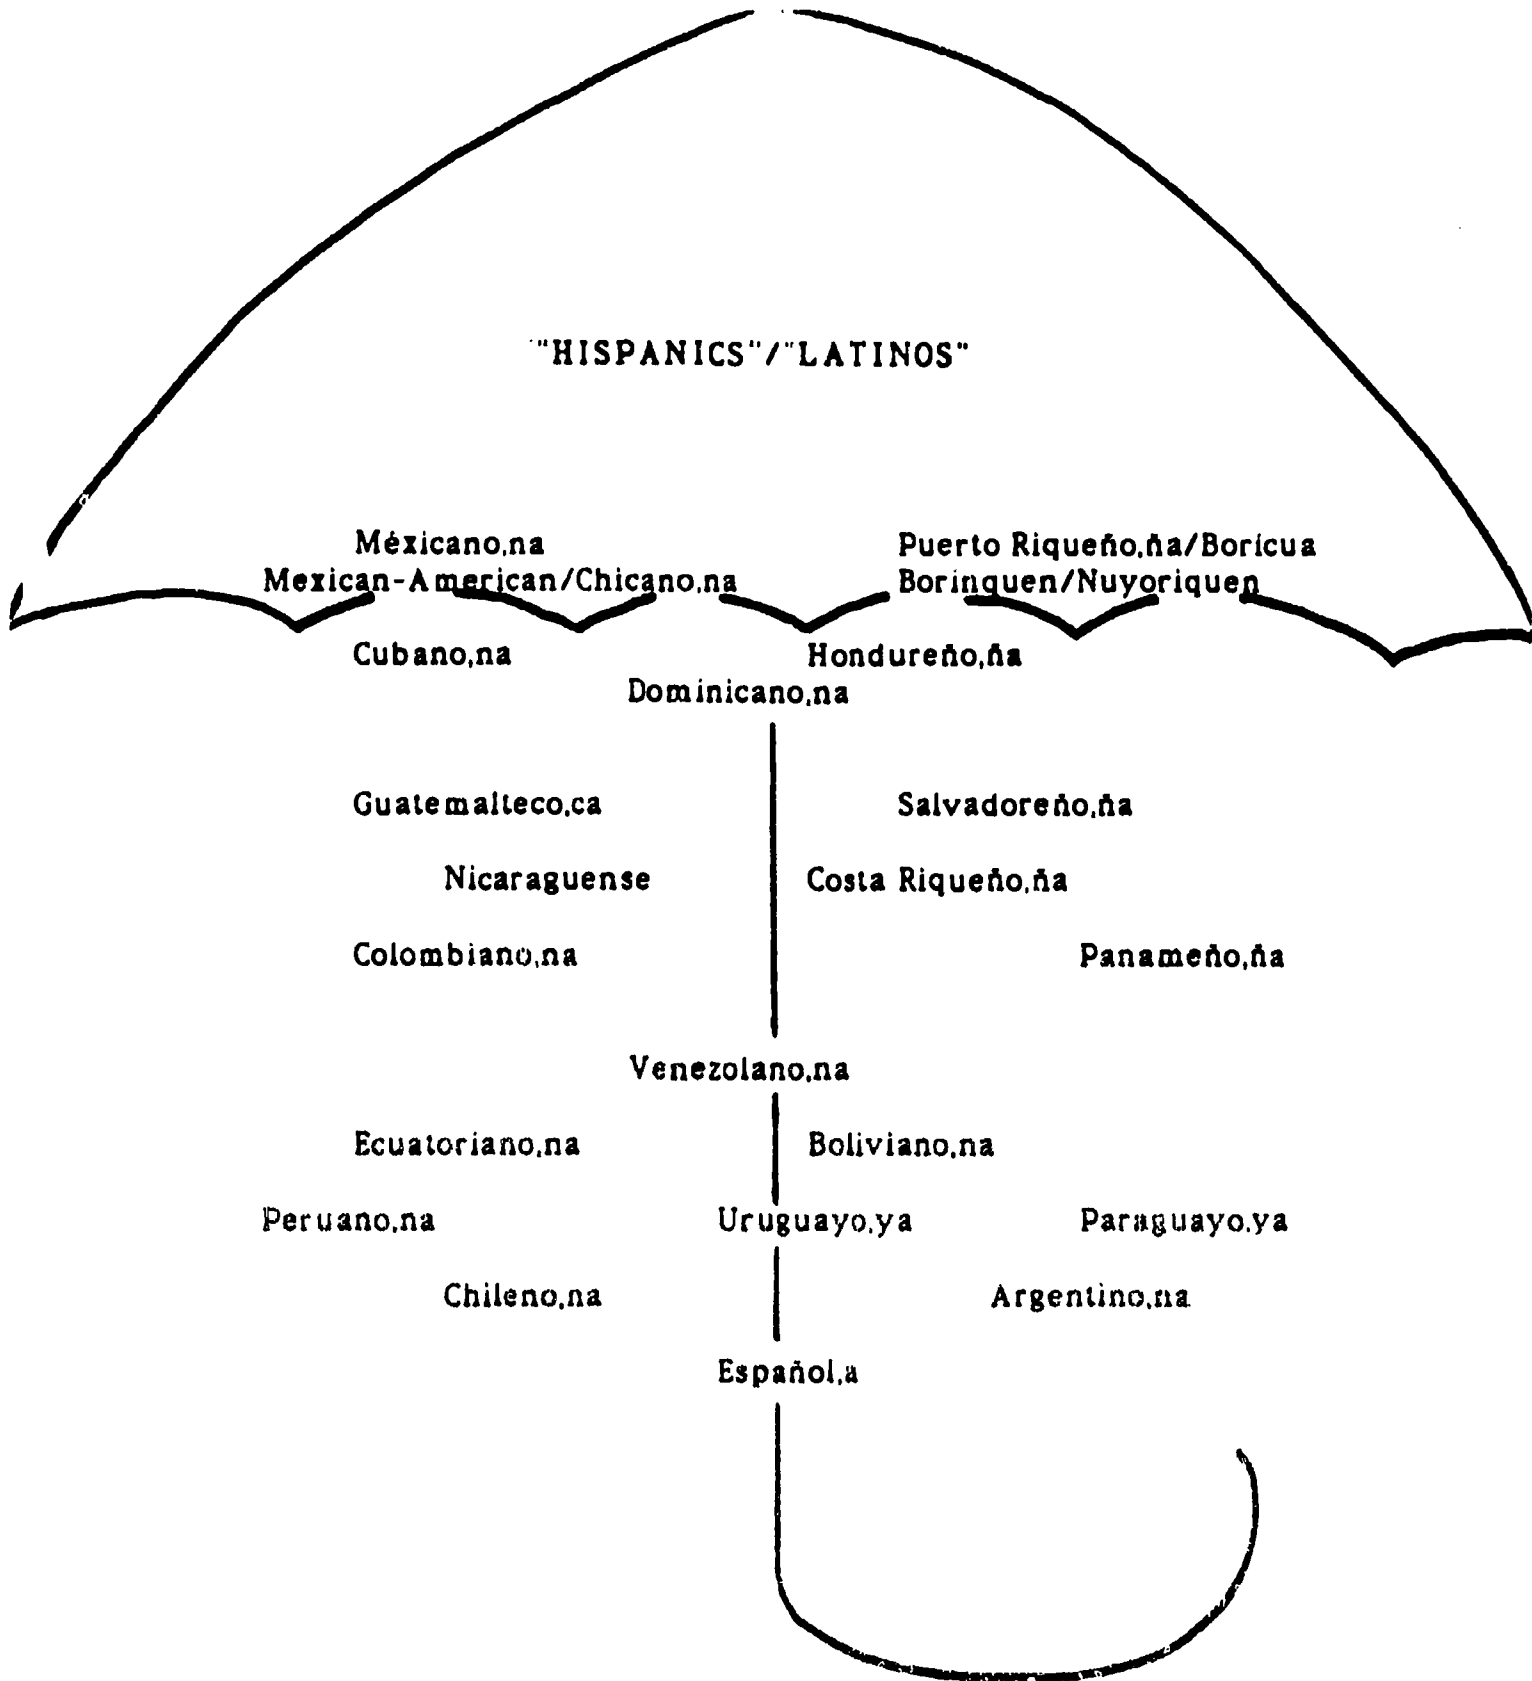 "HISPANICS"/"LATINOS"
Méxicano,na
Mexican-American/Chicano,na
Puerto Riqueño,ña/Borícua
Borinquen/Nuyoriquen
Cubano,na
Hondureño,ña
Dominicano,na
Guatemalteco,ca
Salvadoreño,ña
Nicaraguense
Costa Riqueño,ña
Colombiano,na
Panameño,ña
Venezolano,na
Ecuatoriano,na
Boliviano,na
Peruano,na
Uruguayo,ya
Paraguayo,ya
Chileno,na
Argentino,na
Español,a